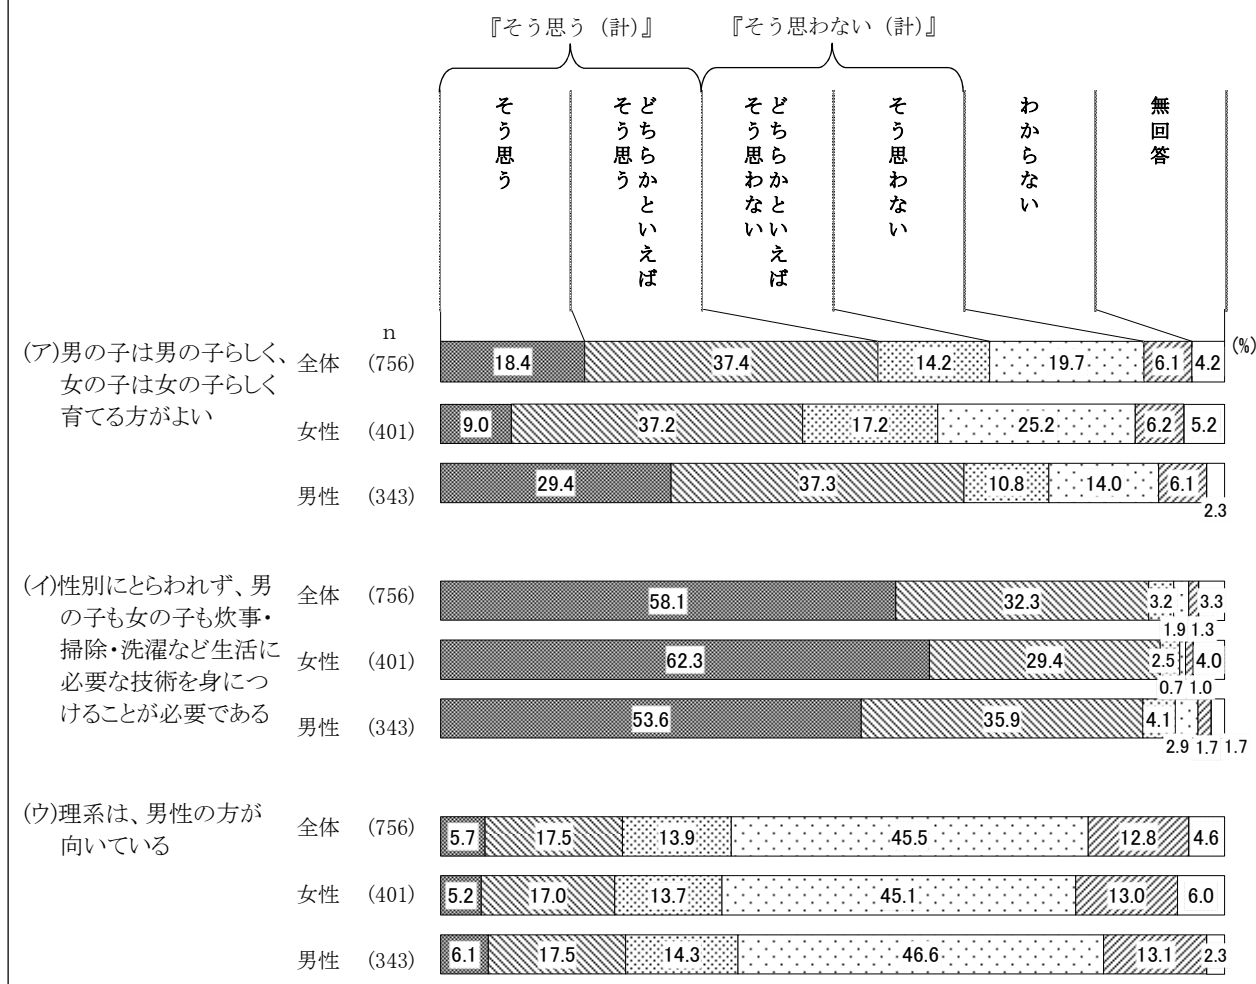 『そう思う（計）』 『そう思わない（計）』
そう思う
どちらかといえば
そう思う
どちらかといえば
そう思わない
そう思わない
わからない
無回答
n
(%)
(ア)男の子は男の子らしく、
女の子は女の子らしく
育てる方がよい
全体 (756) 18.4 37.4 14.2 19.7 6.1 4.2
女性 (401) 9.0 37.2 17.2 25.2 6.2 5.2
男性 (343) 29.4 37.3 10.8 14.0 6.1 2.3
(イ)性別にとらわれず、男
の子も女の子も炊事・
掃除・洗濯など生活に
必要な技術を身につ
けることが必要である
全体 (756) 58.1 32.3 3.2 1.9 1.3 3.3
女性 (401) 62.3 29.4 2.5 0.7 1.0 4.0
男性 (343) 53.6 35.9 4.1 2.9 1.7 1.7
(ウ)理系は、男性の方が
向いている
全体 (756) 5.7 17.5 13.9 45.5 12.8 4.6
女性 (401) 5.2 17.0 13.7 45.1 13.0 6.0
男性 (343) 6.1 17.5 14.3 46.6 13.1 2.3